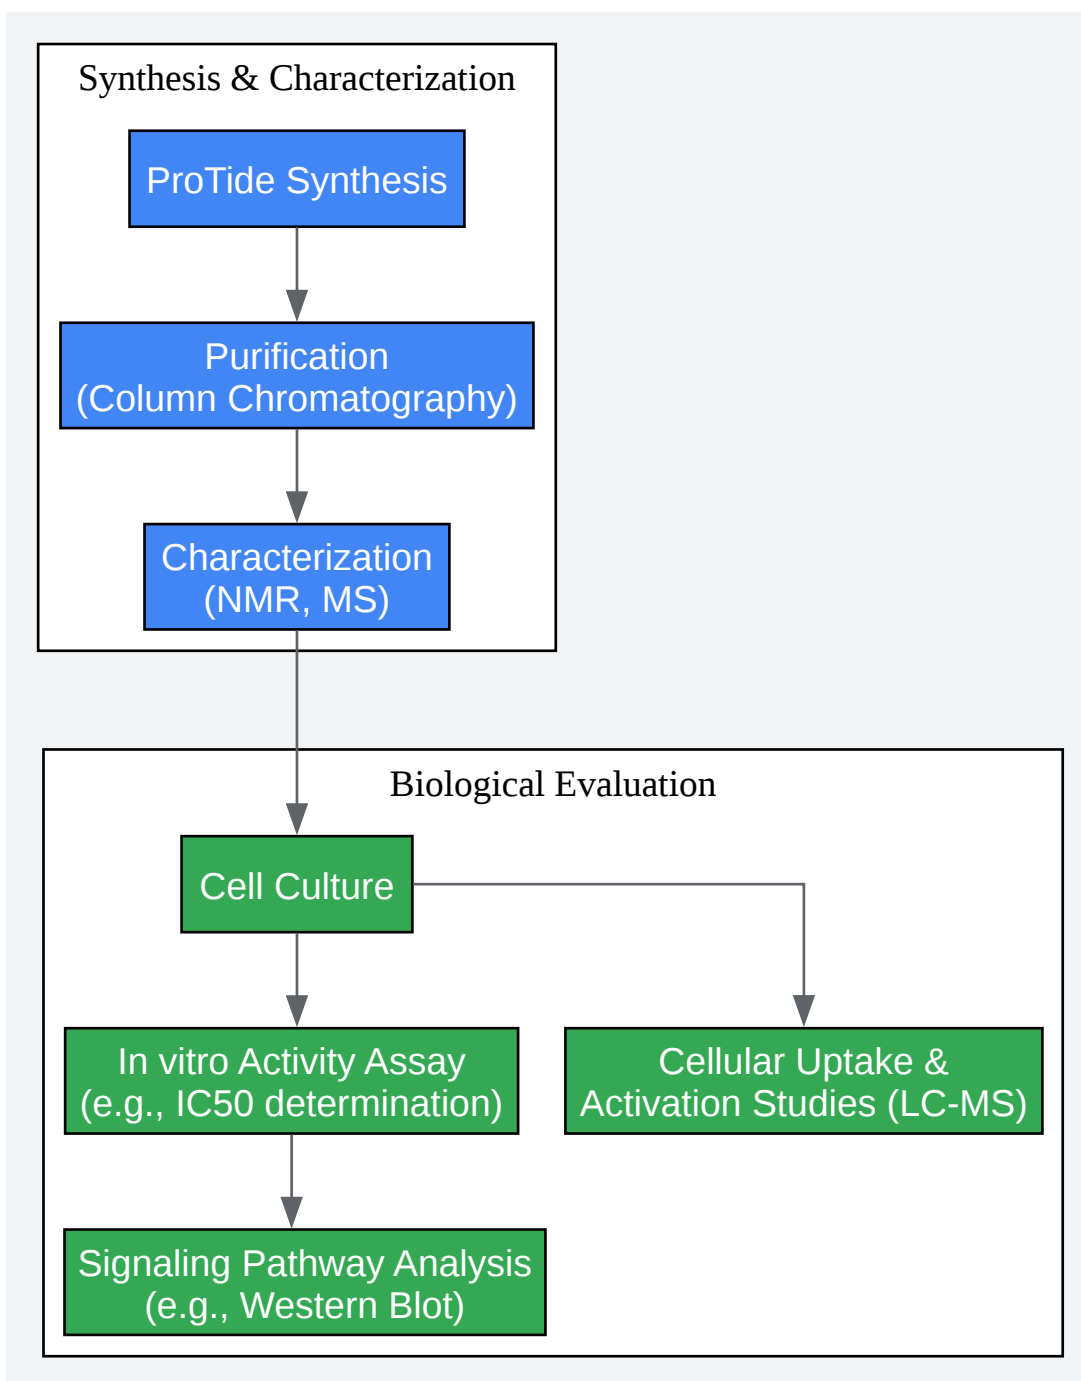 Synthesis & Characterization
ProTide Synthesis
Purification
(Column Chromatography)
Characterization
(NMR, MS)
Biological Evaluation
Cell Culture
In vitro Activity Assay
(e.g., IC50 determination)
Cellular Uptake &
Activation Studies (LC-MS)
Signaling Pathway Analysis
(e.g., Western Blot)